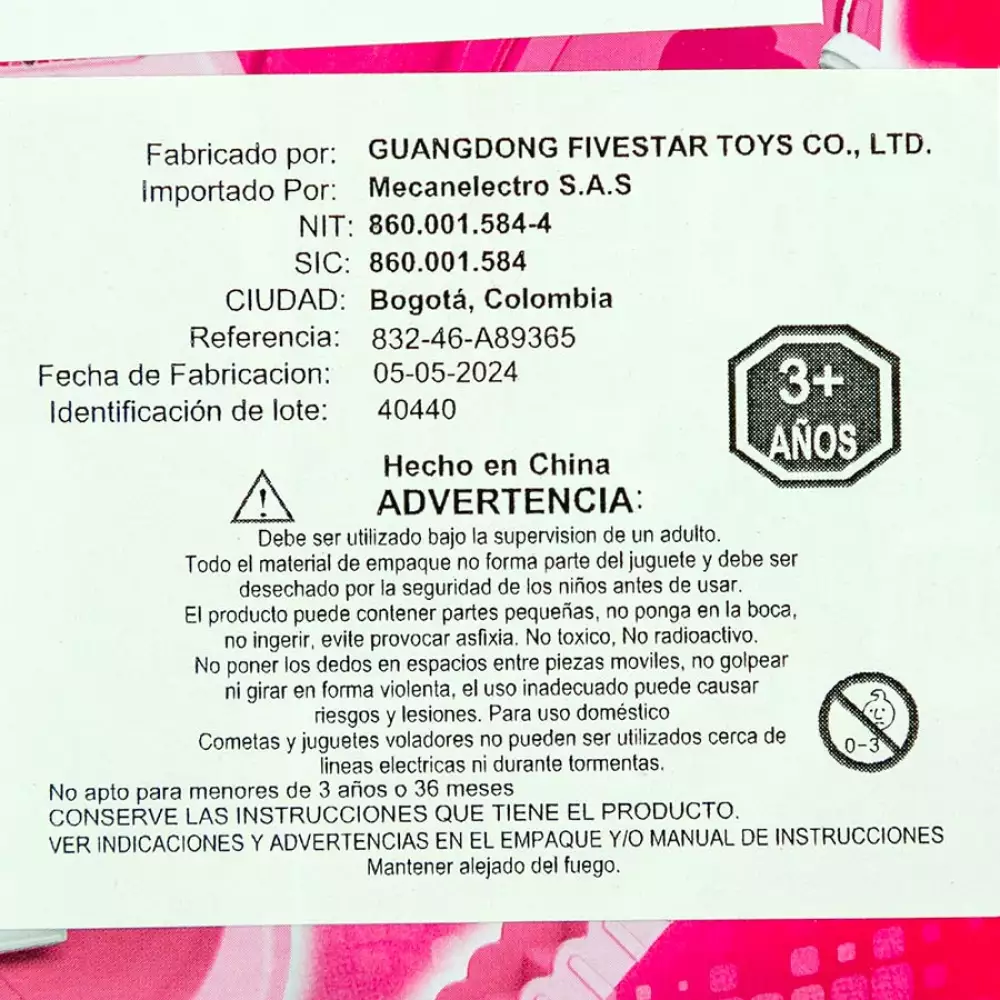 Fabricado por: GUANGDONG FIVESTAR TOYS CO., LTD.
Importado Por: Mecanelectro S.A.S
NIT: 860.001.584-4
SIC: 860.001.584
CIUDAD: Bogotá, Colombia
Referencia: 832-46-A89365
Fecha de Fabricacion: 05-05-2024
Identificación de lote: 40440
3+
AÑOS
Hecho en China
ADVERTENCIA:
Debe ser utilizado bajo la supervision de un adulto.
Todo el material de empaque no forma parte del juguete y debe ser
desechado por la seguridad de los niños antes de usar.
El producto puede contener partes pequeñas, no ponga en la boca,
no ingerir, evite provocar asfixia. No toxico, No radioactivo.
No poner los dedos en espacios entre piezas moviles, no golpear
ni girar en forma violenta, el uso inadecuado puede causar
riesgos y lesiones. Para uso doméstico
Cometas y juguetes voladores no pueden ser utilizados cerca de
lineas electricas ni durante tormentas.
0-3
No apto para menores de 3 años o 36 meses
CONSERVE LAS INSTRUCCIONES QUE TIENE EL PRODUCTO.
VER INDICACIONES Y ADVERTENCIAS EN EL EMPAQUE Y/O MANUAL DE INSTRUCCIONES
Mantener alejado del fuego.